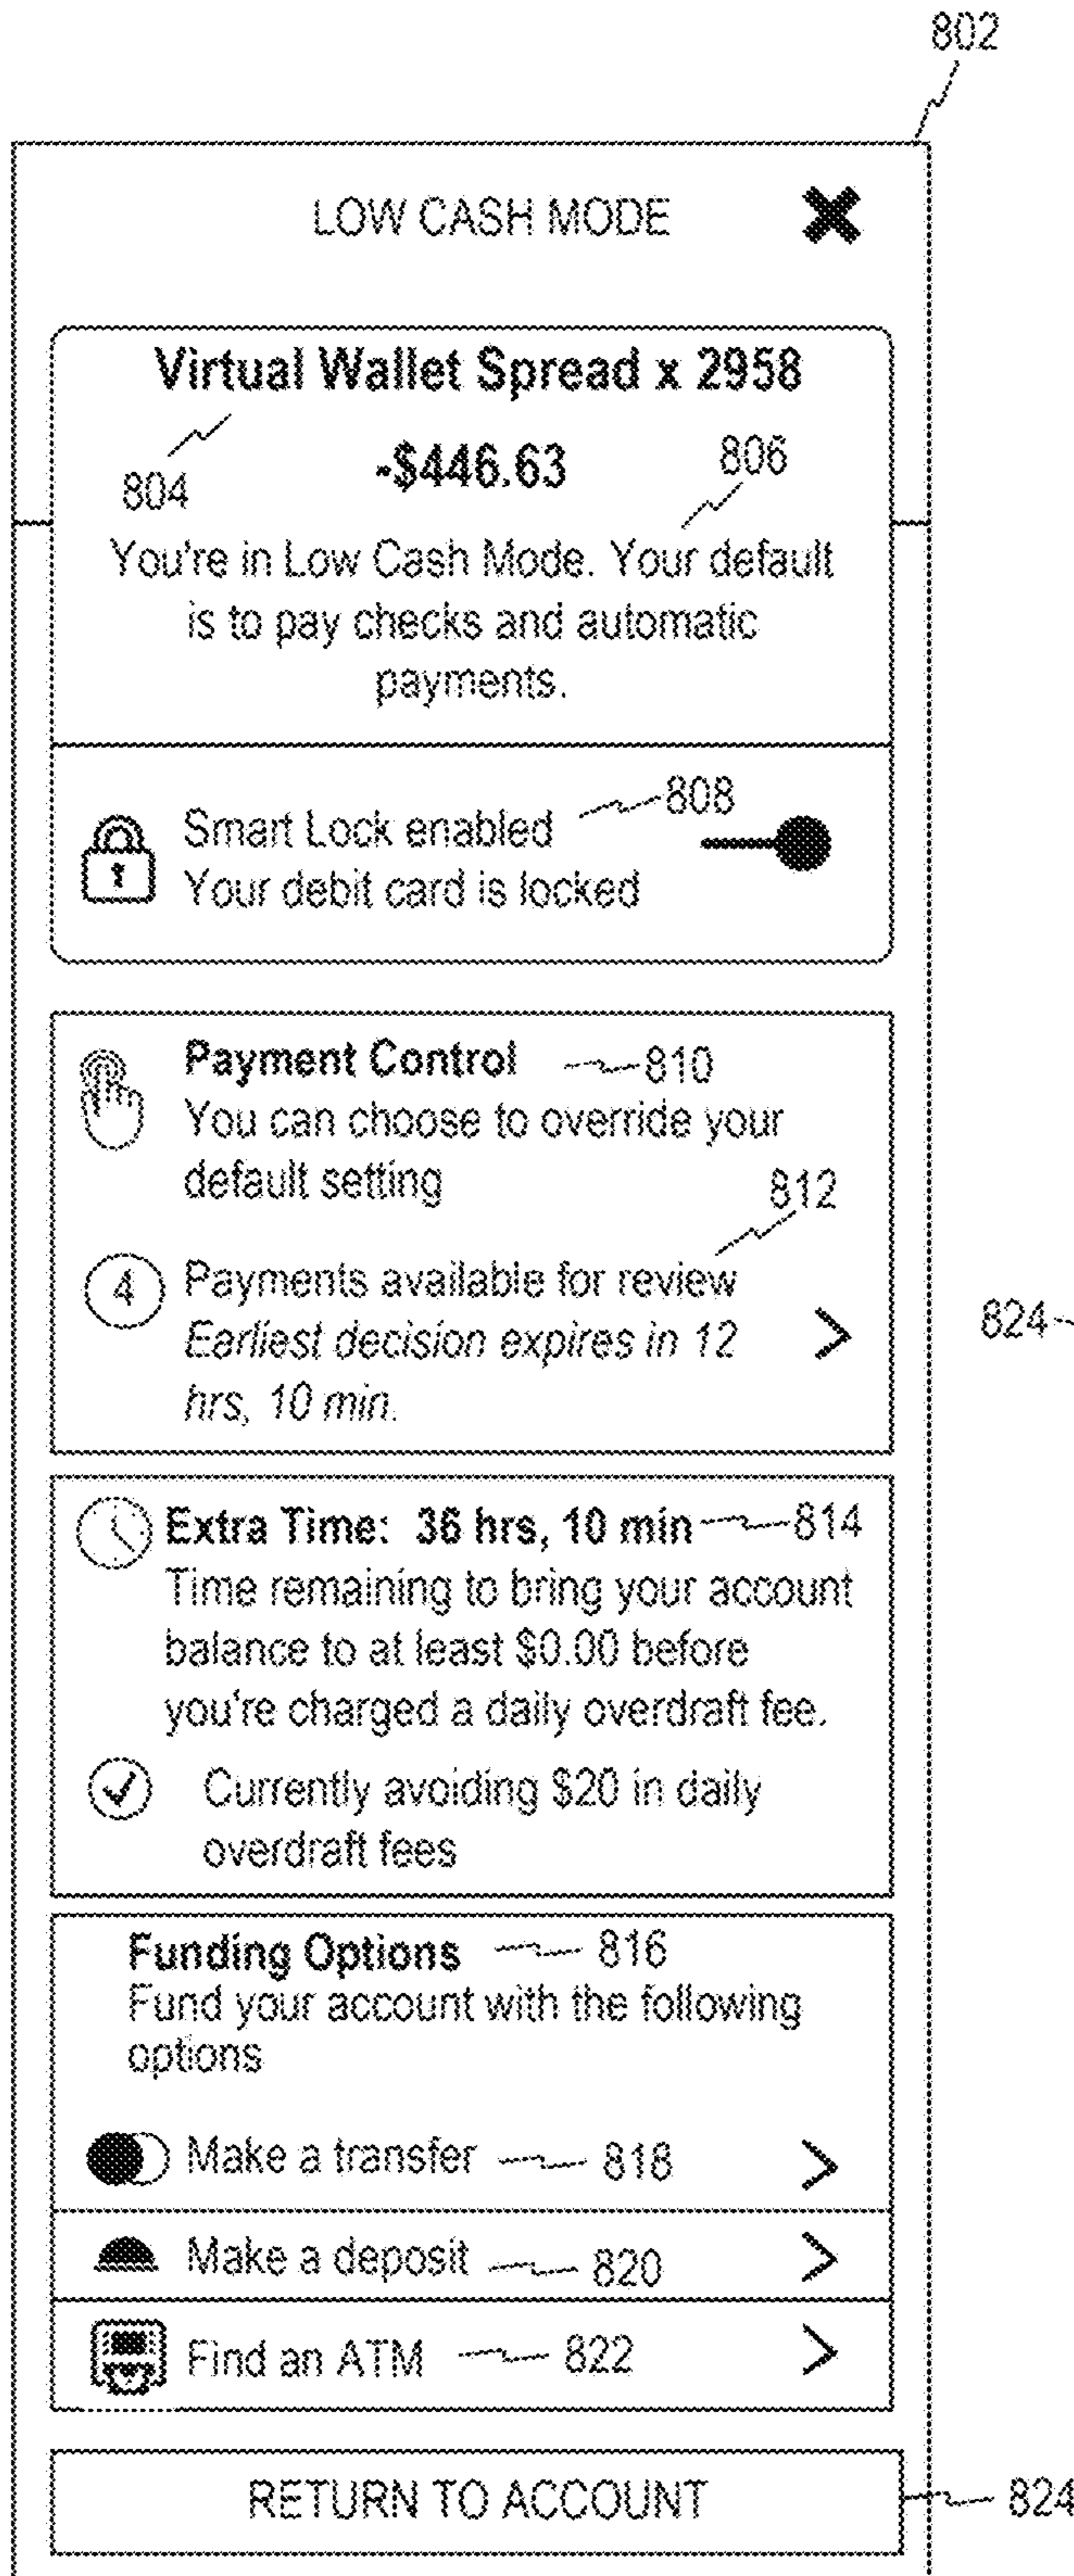 802
LOW CASH MODE
Virtual Wallet Spread x 2958
804
-$446.63
806
You're in Low Cash Mode. Your default
is to pay checks and automatic
payments.
Smart Lock enabled
808
Your debit card is locked
Payment Control
810
You can choose to override your
default setting
812
4
Payments available for review
Earliest decision expires in 12
hrs, 10 min.
824
Extra Time: 36 hrs, 10 min
814
Time remaining to bring your account
balance to at least $0.00 before
you're charged a daily overdraft fee.
Currently avoiding $20 in daily
overdraft fees
Funding Options
816
Fund your account with the following
options
Make a transfer
818
Make a deposit
820
Find an ATM
822
RETURN TO ACCOUNT
824